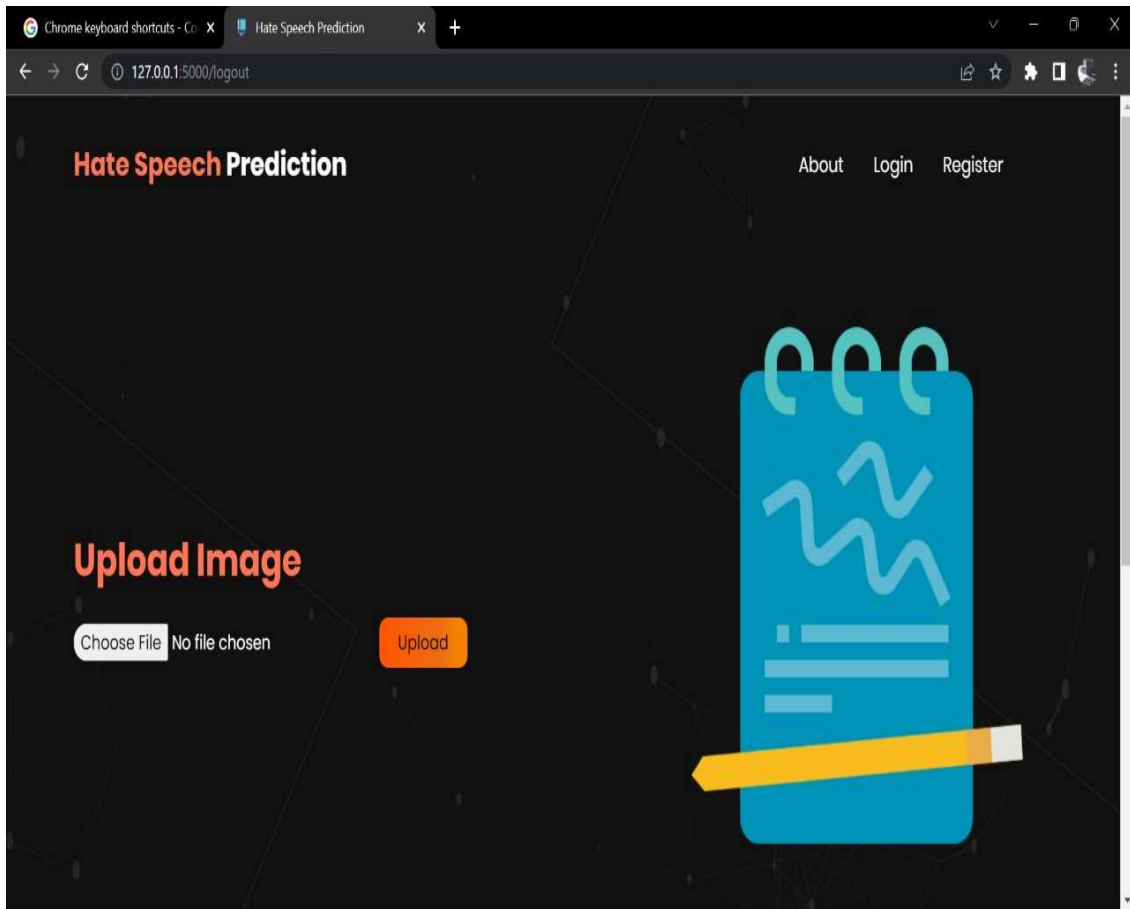 Chrome keyboard shortcuts - Co
Hate Speech Prediction
127.0.0.1:5000/logout
Hate Speech Prediction
About Login Register
Upload Image
Choose File No file chosen Upload